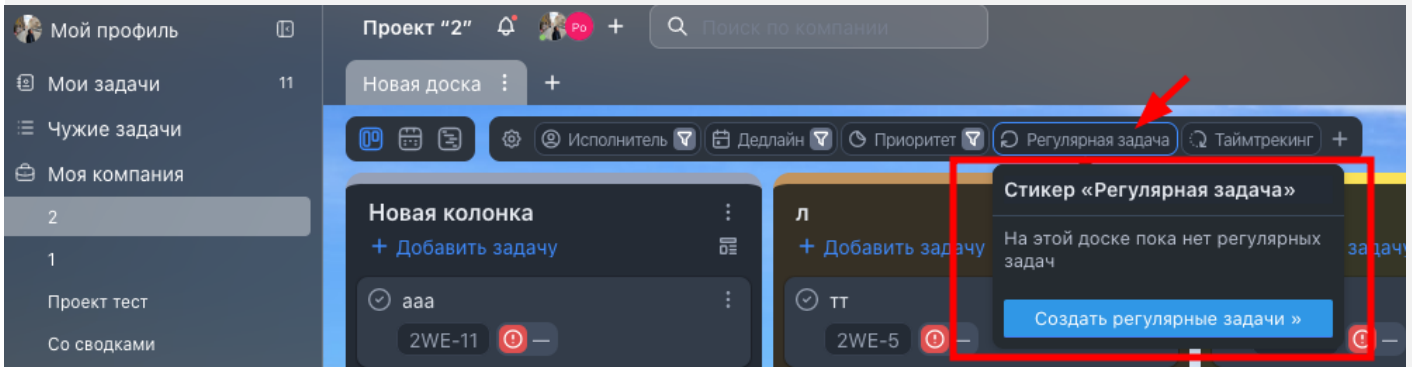 Мой профиль
Проект “2”
Po
+
Поиск по компании
Мои задачи 11
Новая доска
+
Чужие задачи
Исполнитель
Дедлайн
Приоритет
Регулярная задача
Таймтрекинг
+
Моя компания
2
1
Проект тест
Со сводками
Новая колонка
+ Добавить задачу
aaa
2WE-11 —
л
+ Добавить задачу
тт
2WE-5 —
Стикер «Регулярная задача»
На этой доске пока нет регулярных
задач
Создать регулярные задачи »
—